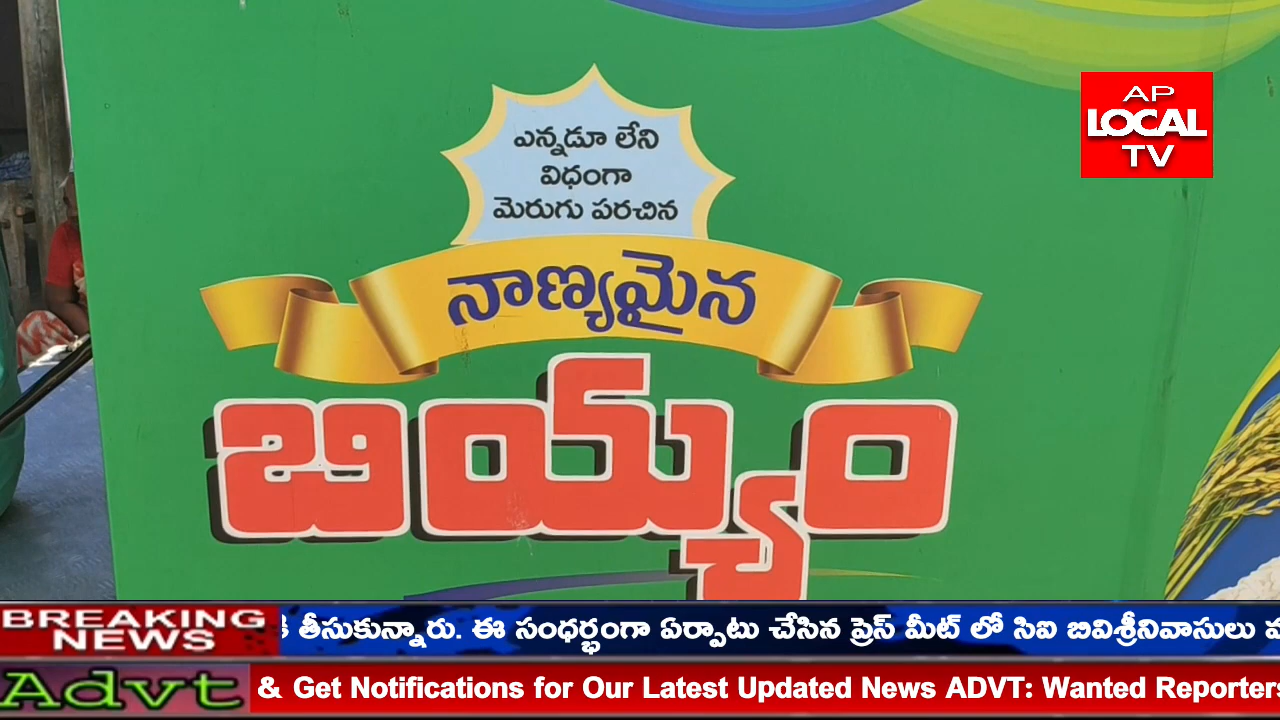 AP
LOCAL
TV
ఎన్నడూ లేని
విధంగా
మెరుగు పరచిన
నాణ్యమైన
బియ్యం
BREAKING
NEWS
తీసుకున్నారు. ఈ సంధర్భంగా ఏర్పాటు చేసిన ప్రెస్ మీట్ లో సిఐ బివిశ్రీనివాసులు
Advt
& Get Notifications for Our Latest Updated News ADVT: Wanted Reporters